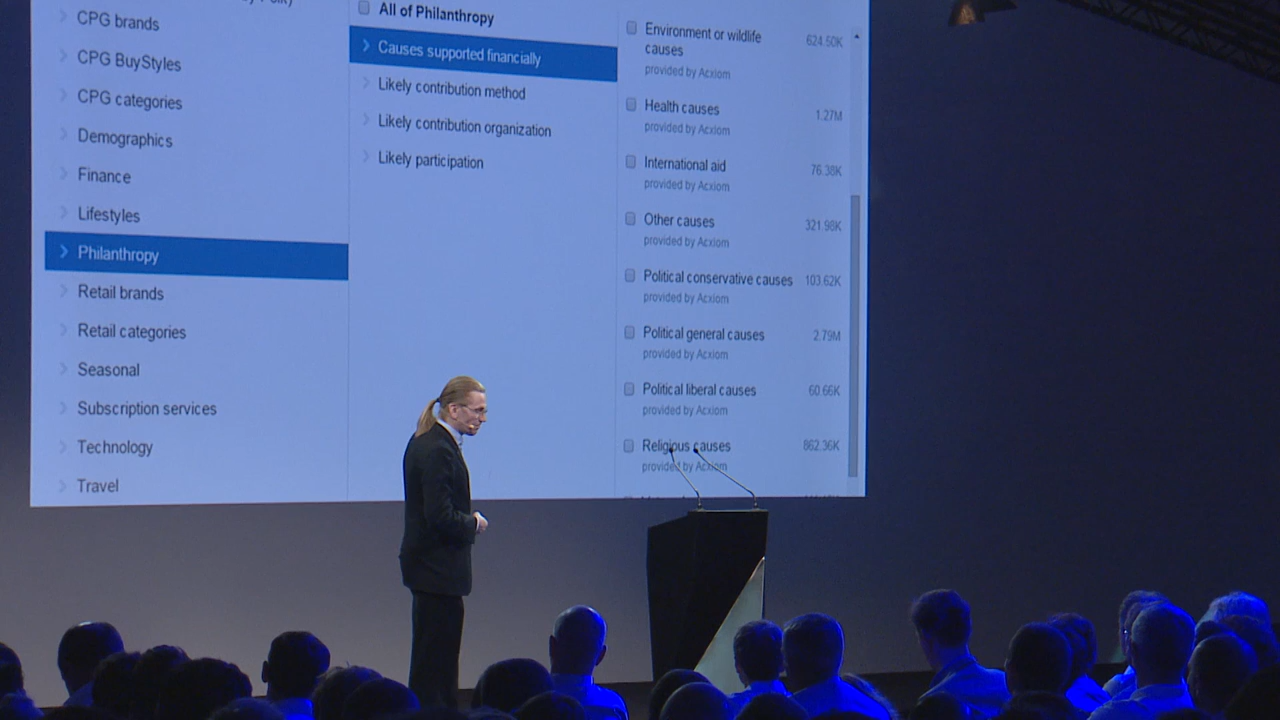 CPG brands
CPG BuyStyles
CPG categories
Demographics
Finance
Lifestyles
Philanthropy
Retail brands
Retail categories
Seasonal
Subscription services
Technology
Travel
All of Philanthropy
Causes supported financially
Likely contribution method
Likely contribution organization
Likely participation
Environment or wildlife 624.50K
causes
provided by Acxiom
Health causes 1.27M
provided by Acxiom
International aid 76.38K
provided by Acxiom
Other causes 321.98K
provided by Acxiom
Political conservative causes 103.62K
provided by Acxiom
Political general causes 2.79M
provided by Acxiom
Political liberal causes 60.66K
provided by Acxiom
Religious causes 862.36K
provided by Acxiom